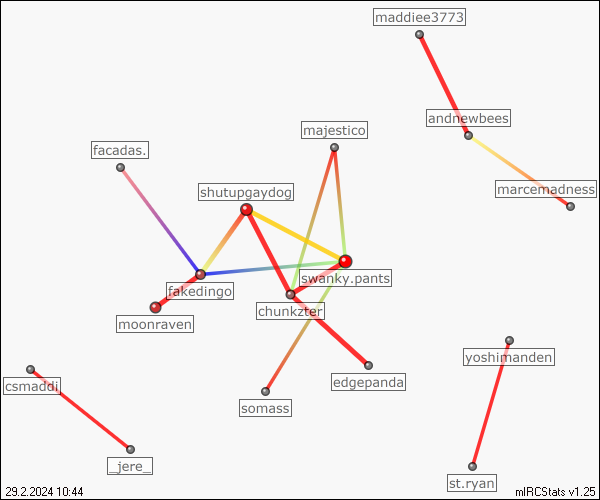 maddiee3773
andnewbees
majestico
facadas.
marcemadness
shutupgaydog
swanky.pants
fakedingo
chunkzter
moonraven
yoshimanden
csmaddi
edgepanda
somass
_jere_
st.ryan
29.2.2024 10:44
mIRCStats v1.25